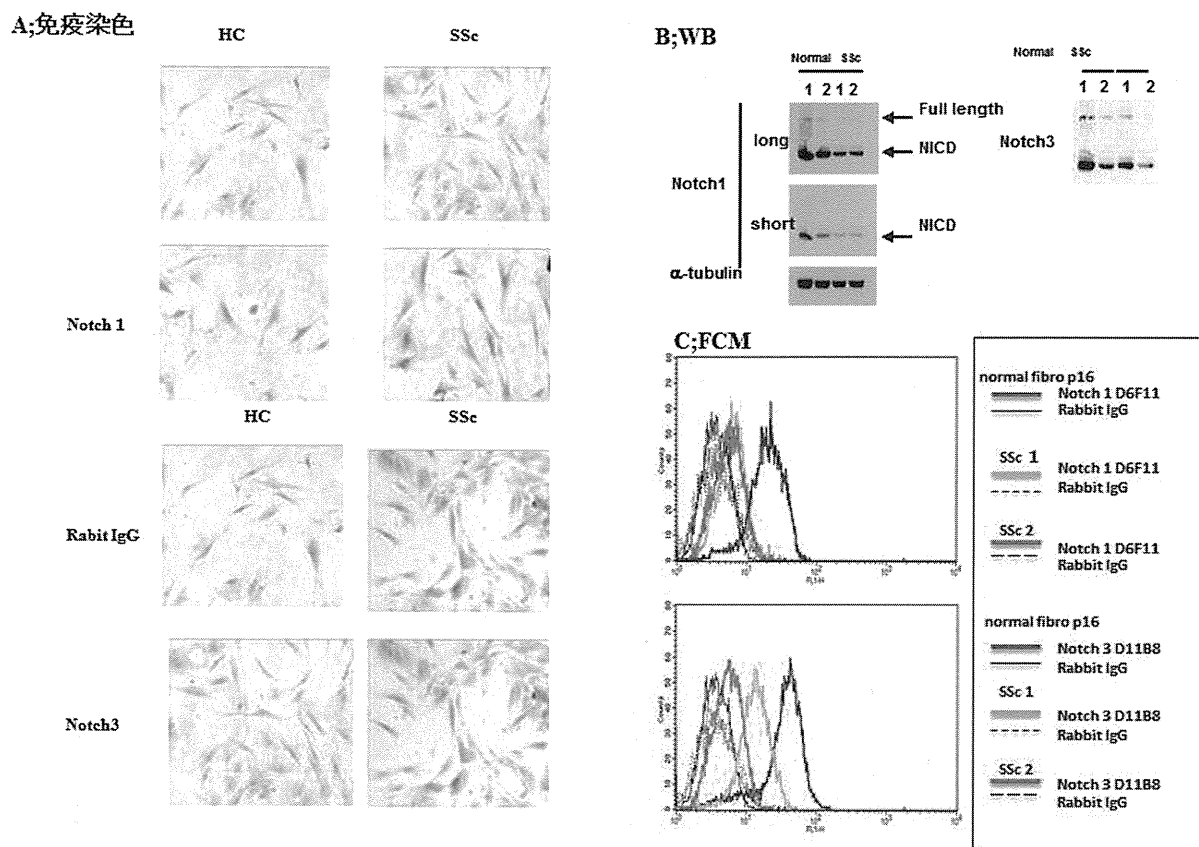 A;免疫染色
HC
SSc
Notch 1
HC
SSc
Rabit IgG
Notch3
B;WB
Normal SSc
1 2 1 2
Full length
long
NICD
Notch1
short
NICD
α-tubulin
Normal SSc
1 2 1 2
Notch3
C;FCM
Counts
normal fibro p16
Notch 1 D6F11
Rabbit IgG
SSc 1
Notch 1 D6F11
Rabbit IgG
SSc 2
Notch 1 D6F11
Rabbit IgG
Counts
normal fibro p16
Notch 3 D11B8
Rabbit IgG
SSc 1
Notch 3 D11B8
Rabbit IgG
SSc 2
Notch 3 D11B8
Rabbit IgG